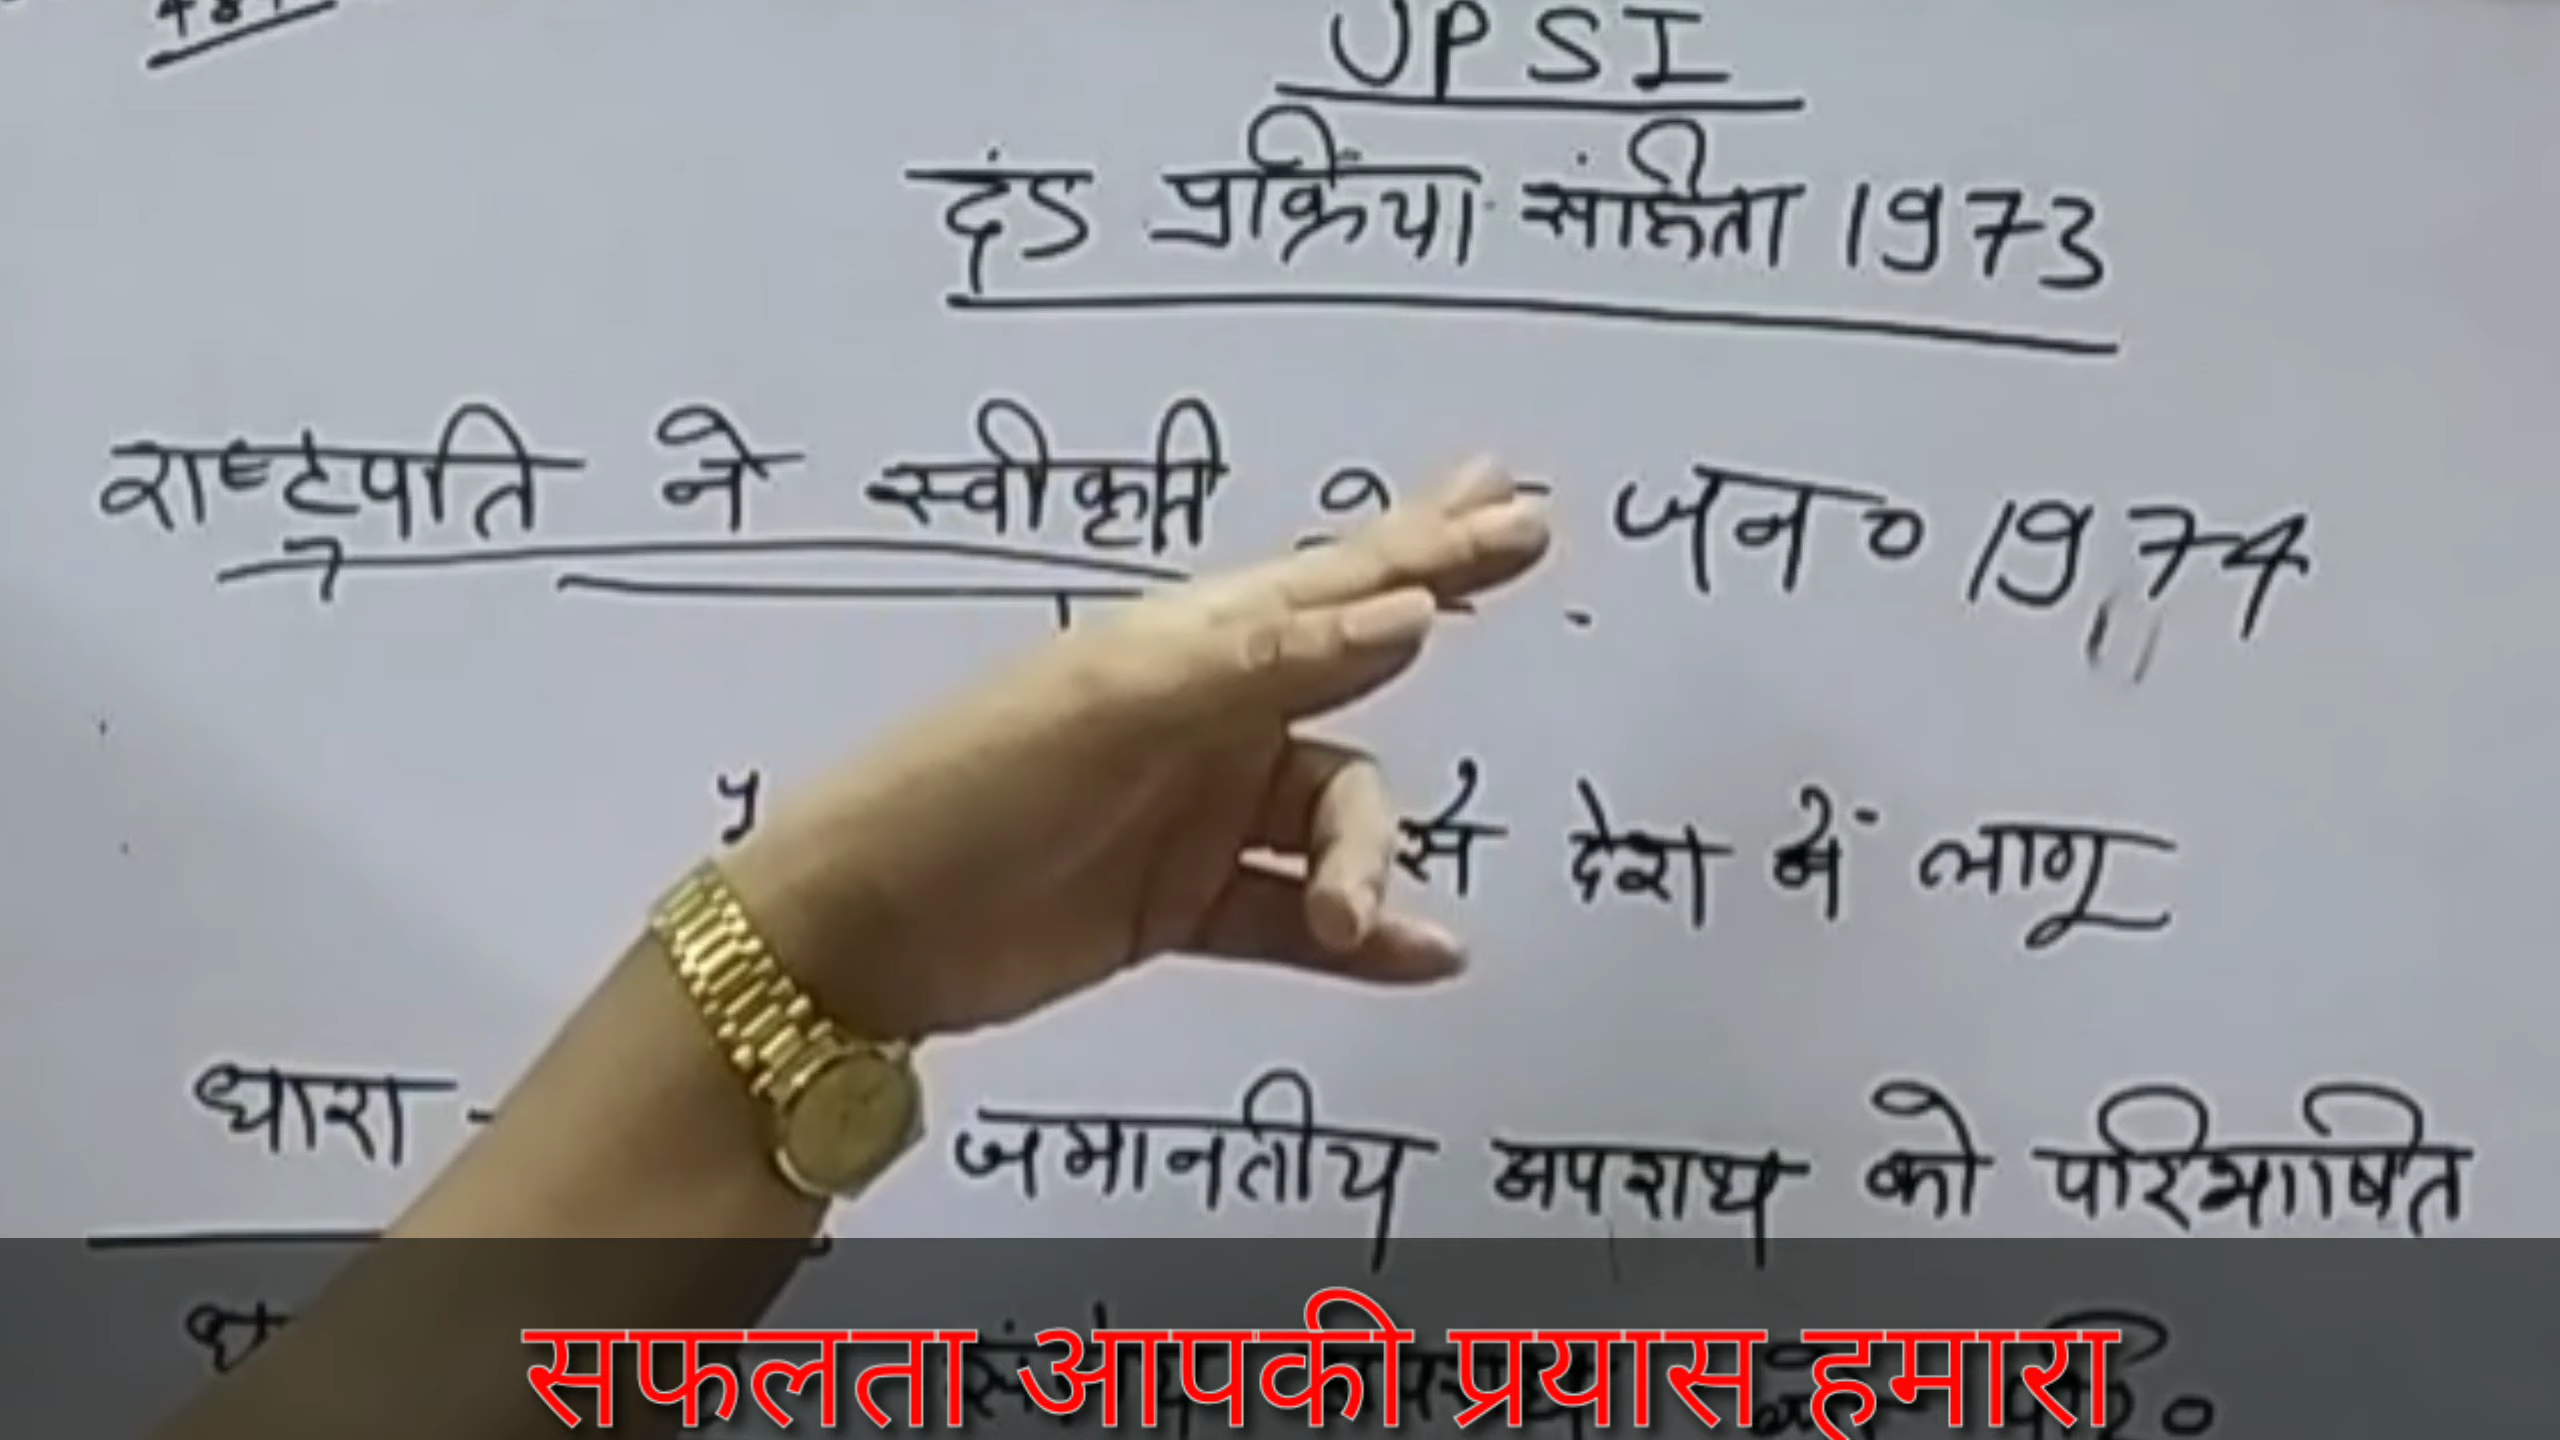 UPSI
दंड प्रक्रिया संहिता 1973
राष्ट्रपति ने स्वीकृति जन० 1974
से देश में लागू
धारा - जमानतीय अपराध को परिभाषित
सफलता आपकी प्रयास हमारा